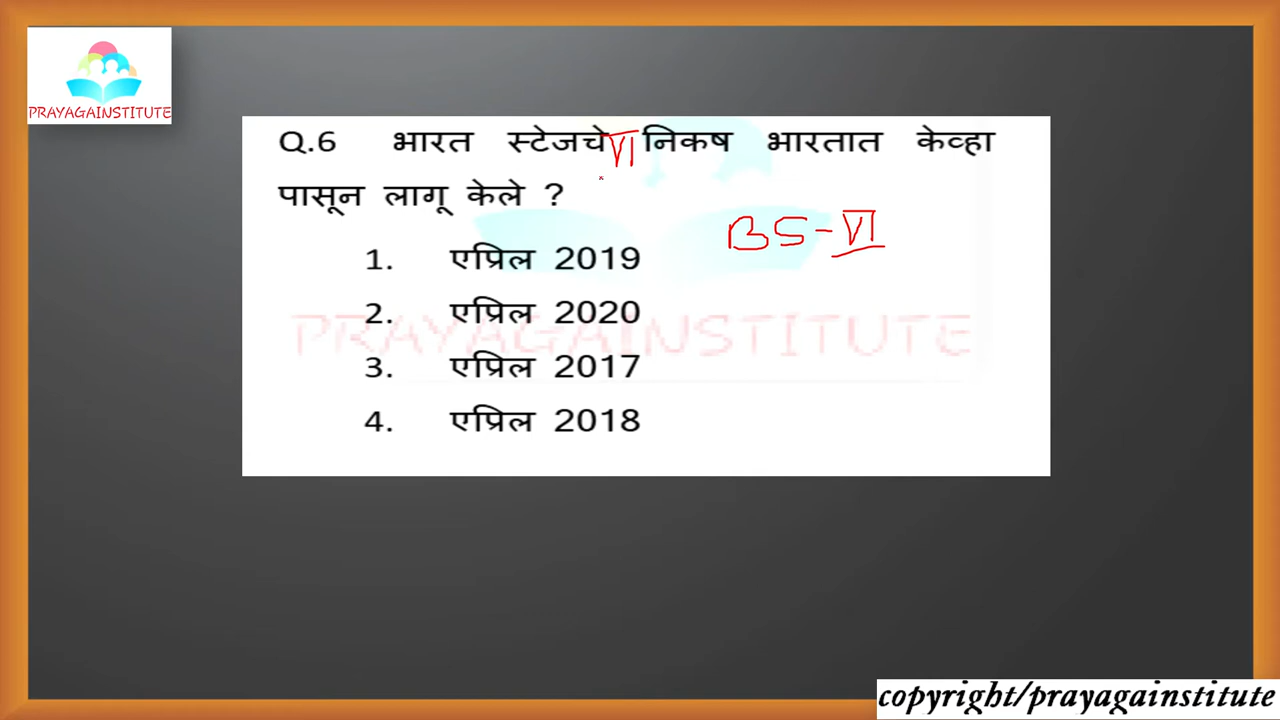 PRAYAGAINSTITUTE
Q.6 भारत स्टेजचे VI निकष भारतात केव्हा
पासून लागू केले ?
BS-VI
1. एप्रिल 2019
2. एप्रिल 2020
PRAYAGAINSTITUTE
3. एप्रिल 2017
4. एप्रिल 2018
copyright/prayagainstitute